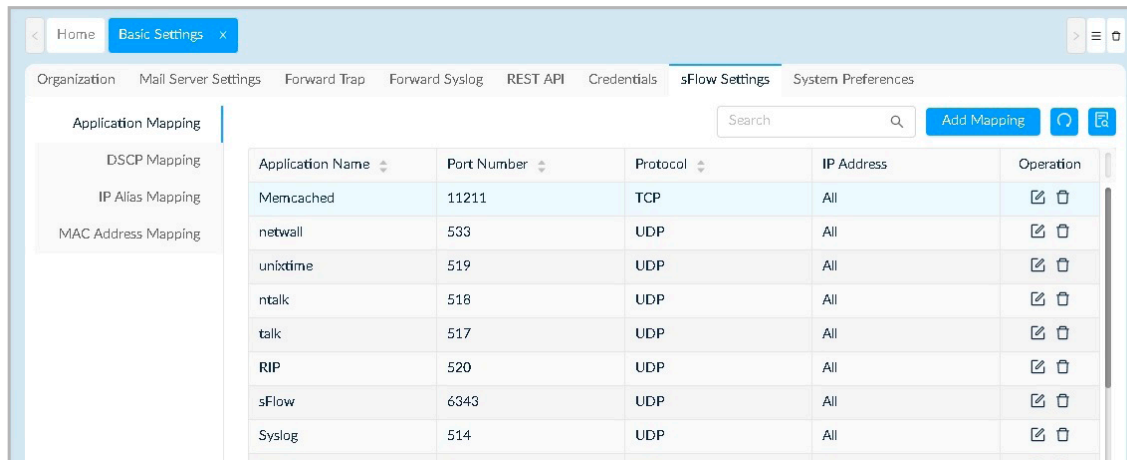 Home Basic Settings x
Organization Mail Server Settings Forward Trap Forward Syslog REST API Credentials sFlow Settings System Preferences
Application Mapping
DSCP Mapping
IP Alias Mapping
MAC Address Mapping
Search Add Mapping
Application Name Port Number Protocol IP Address Operation
Memcached 11211 TCP All
netwall 533 UDP All
unixtime 519 UDP All
ntalk 518 UDP All
talk 517 UDP All
RIP 520 UDP All
sFlow 6343 UDP All
Syslog 514 UDP All